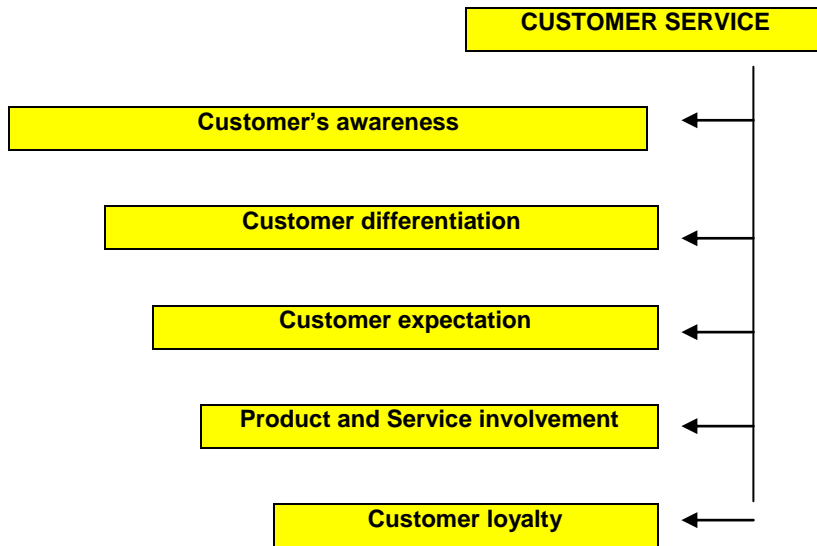 CUSTOMER SERVICE
Customer’s awareness
Customer differentiation
Customer expectation
Product and Service involvement
Customer loyalty